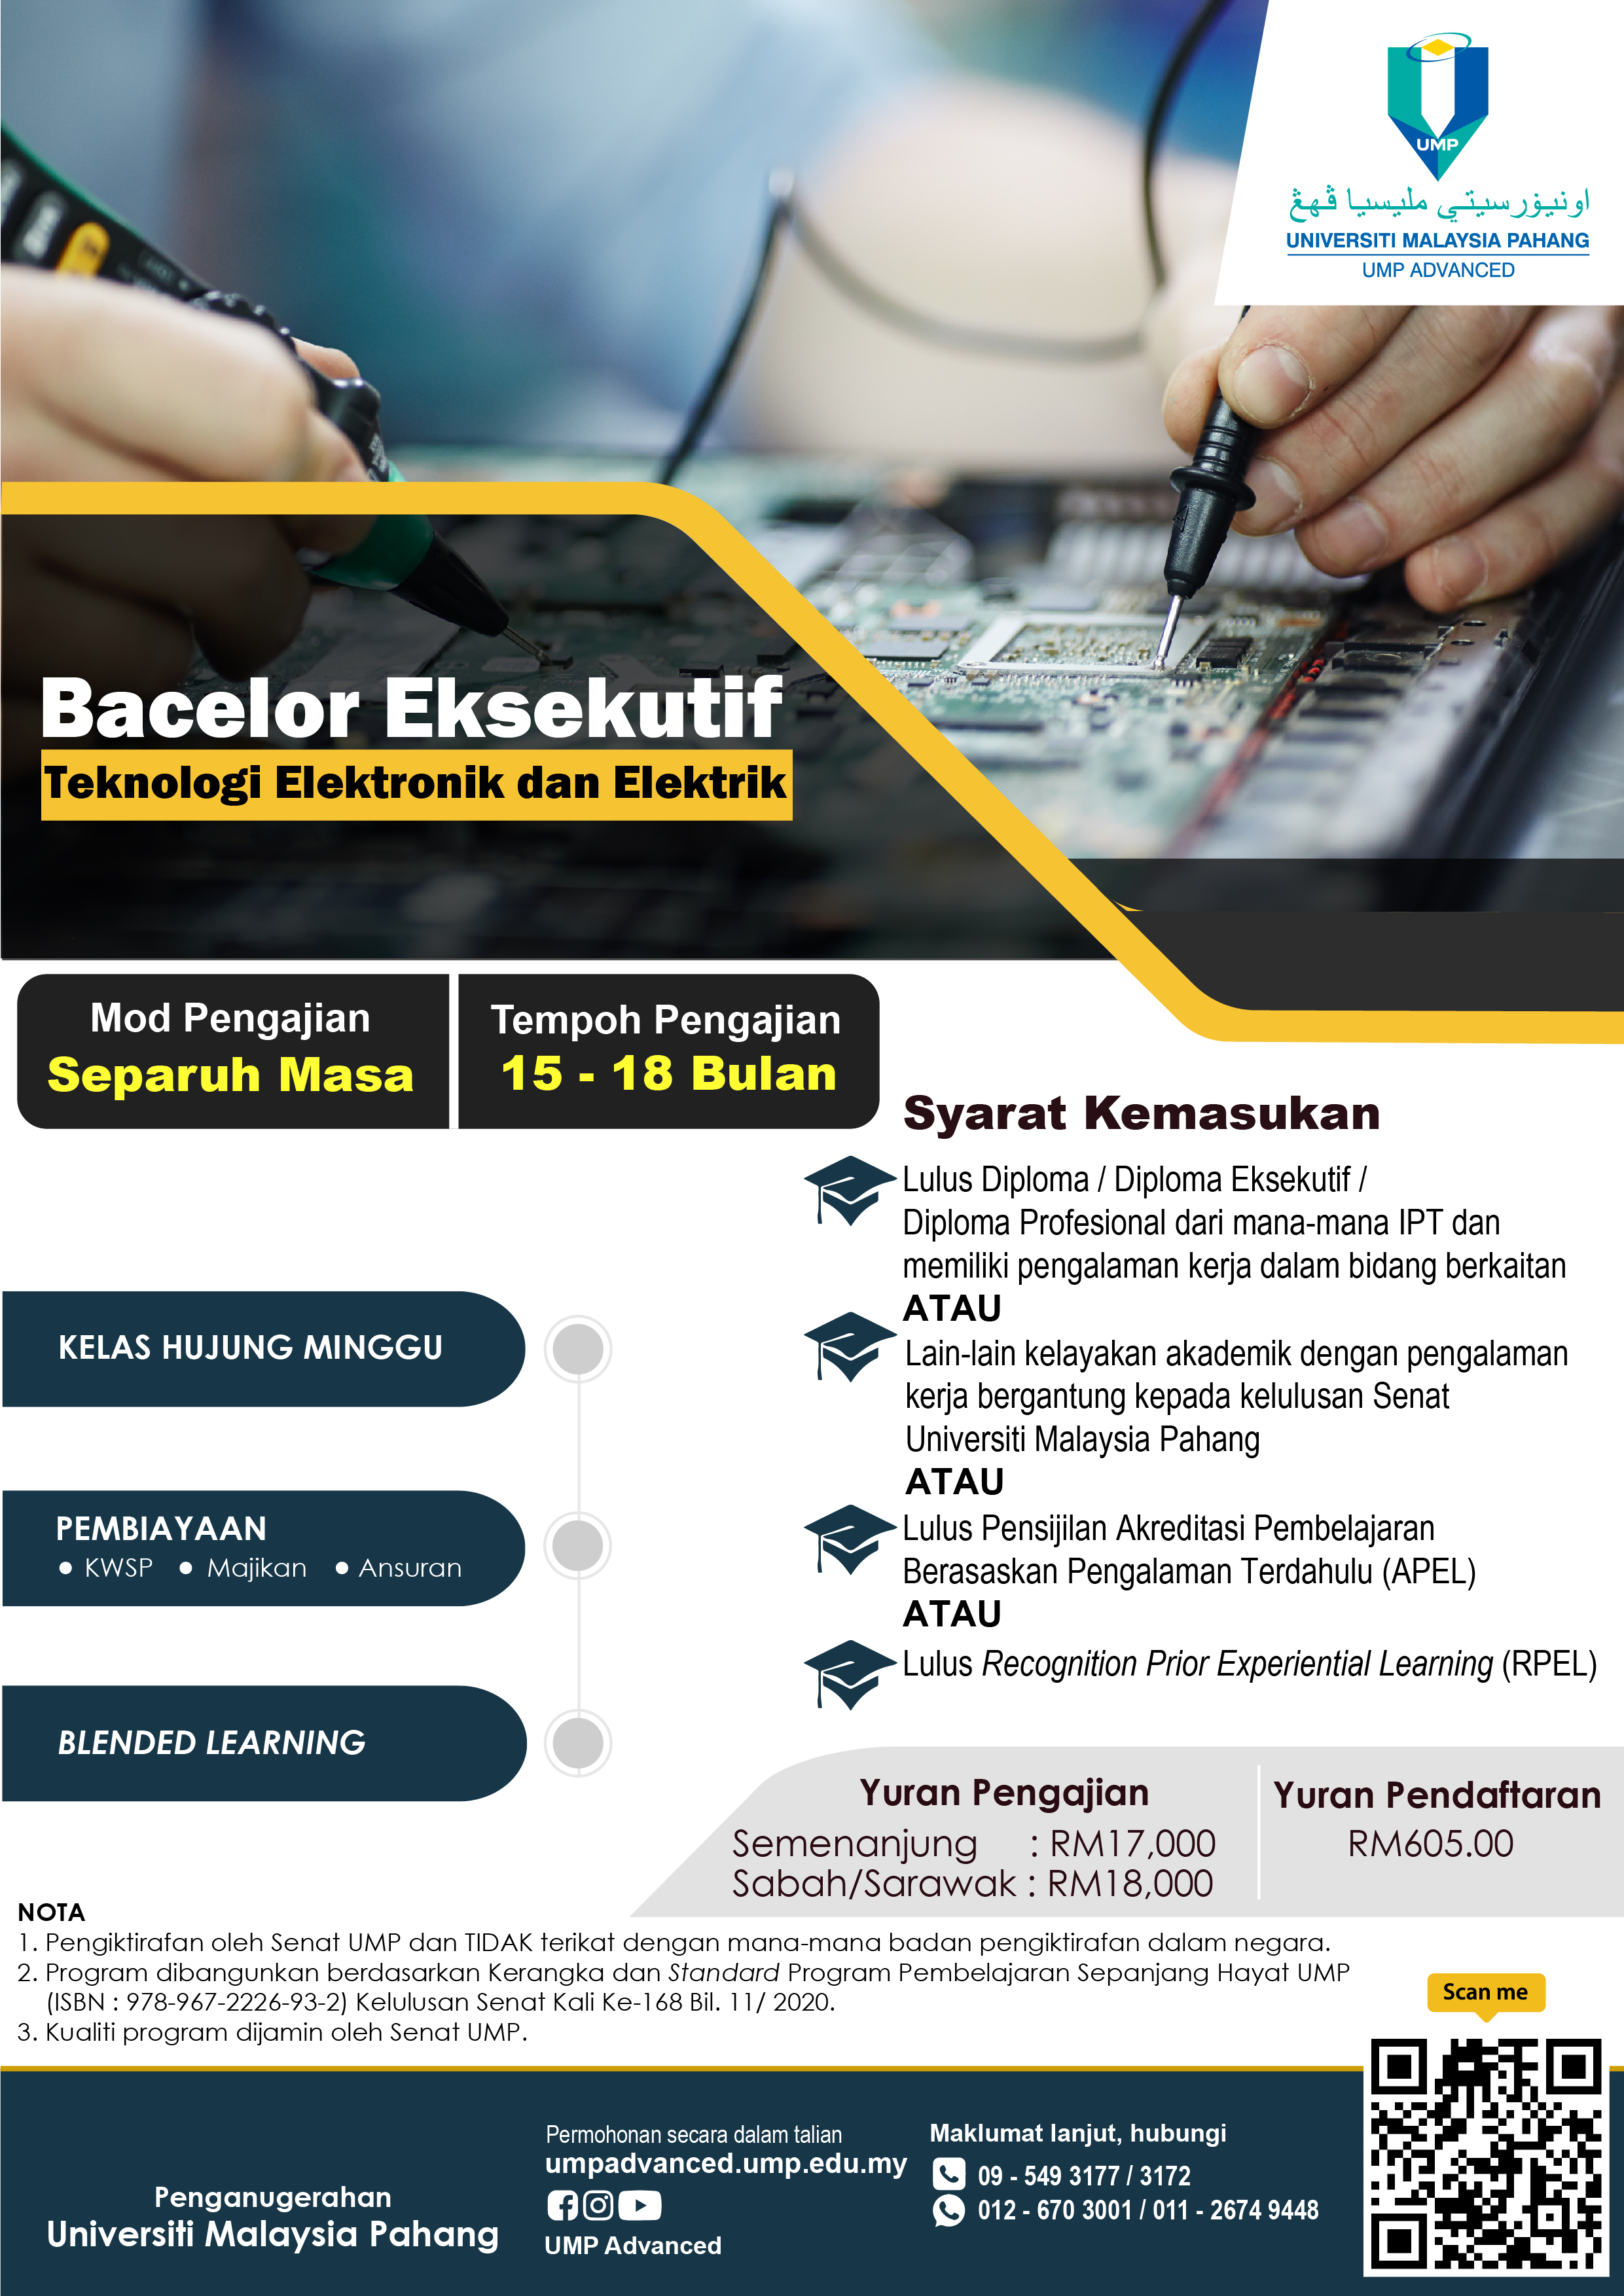 UMP
اونيۏرسيتي مليسيا ڤهڠ
UNIVERSITI MALAYSIA PAHANG
UMP ADVANCED
Bacelor Eksekutif
Teknologi Elektronik dan Elektrik
Mod Pengajian
Separuh Masa
Tempoh Pengajian
15 - 18 Bulan
Syarat Kemasukan
Lulus Diploma / Diploma Eksekutif /
Diploma Profesional dari mana-mana IPT dan
memiliki pengalaman kerja dalam bidang berkaitan
ATAU
Lain-lain kelayakan akademik dengan pengalaman
kerja bergantung kepada kelulusan Senat
Universiti Malaysia Pahang
ATAU
Lulus Pensijilan Akreditasi Pembelajaran
Berasaskan Pengalaman Terdahulu (APEL)
ATAU
Lulus Recognition Prior Experiential Learning (RPEL)
KELAS HUJUNG MINGGU
PEMBIAYAAN
• KWSP • Majikan • Ansuran
BLENDED LEARNING
Yuran Pengajian
Semenanjung : RM17,000
Sabah/Sarawak : RM18,000
Yuran Pendaftaran
RM605.00
NOTA
1. Pengiktirafan oleh Senat UMP dan TIDAK terikat dengan mana-mana badan pengiktirafan dalam negara.
2. Program dibangunkan berdasarkan Kerangka dan Standard Program Pembelajaran Sepanjang Hayat UMP
(ISBN : 978-967-2226-93-2) Kelulusan Senat Kali Ke-168 Bil. 11/ 2020.
3. Kualiti program dijamin oleh Senat UMP.
Scan me
Penganugerahan
Universiti Malaysia Pahang
Permohonan secara dalam talian
umpadvanced.ump.edu.my
UMP Advanced
Maklumat lanjut, hubungi
09 - 549 3177 / 3172
012 - 670 3001 / 011 - 2674 9448